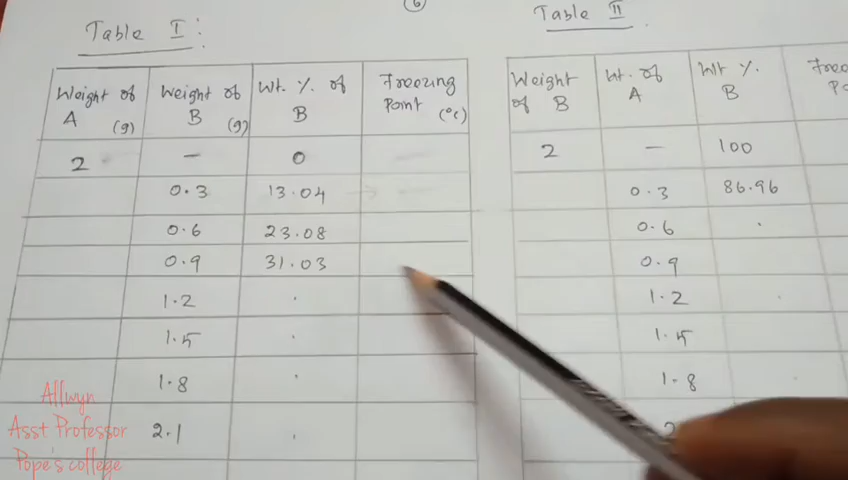 6
Table I:
Weight of A (g) | Weight of B (g) | Wt. % of B | Freezing Point (°c)
2 | – | 0
0.3 | 13.04
0.6 | 23.08
0.9 | 31.03
1.2 | .
1.5 | .
1.8 | .
2.1 | .
Table II
Weight of B | Wt. of A | Wt % B
2 | – | 100
0.3 | 86.96
0.6 | .
0.9
1.2 | .
1.5
1.8 | .
Allwyn
Asst Professor
Pope's college